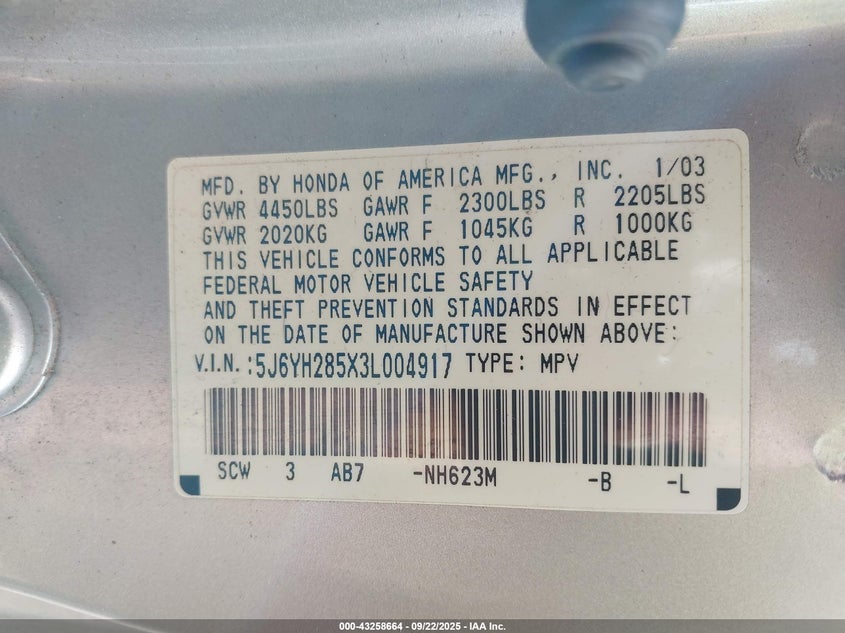 MFD. BY HONDA OF AMERICA MFG., INC. 1/03
GVWR 4450LBS GAWR F 2300LBS R 2205LBS
GVWR 2020KG GAWR F 1045KG R 1000KG
THIS VEHICLE CONFORMS TO ALL APPLICABLE
FEDERAL MOTOR VEHICLE SAFETY
AND THEFT PREVENTION STANDARDS IN EFFECT
ON THE DATE OF MANUFACTURE SHOWN ABOVE:
V.I.N.:5J6YH285X3L004917 TYPE: MPV
SCW 3 AB7 -NH623M -B -L
000-43258664 - 09/22/2025 - IAA Inc.